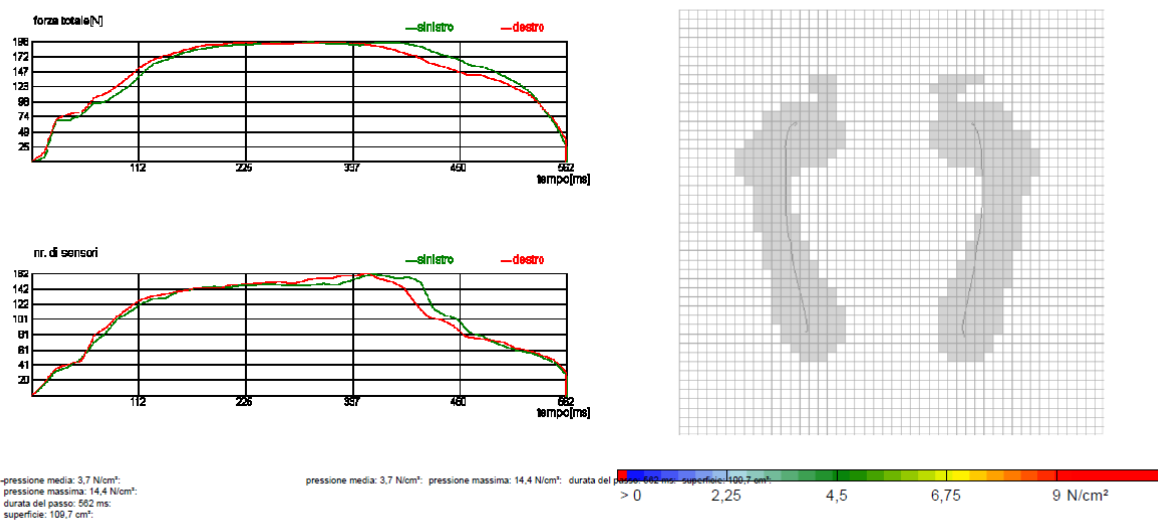 forza totale[N]
sinistro
destro
196
172
147
123
98
74
49
25
112
225
337
450
562
tempo[ms]
nr. di sensori
sinistro
destro
162
142
122
101
81
61
41
20
112
225
337
450
562
tempo[ms]
-pressione media: 3,7 N/cm²:
pressione massima: 14,4 N/cm²:
durata del passo: 562 ms:
superficie: 109,7 cm²:
pressione media: 3,7 N/cm²: pressione massima: 14,4 N/cm²: durata del passo: 562 ms: superficie: 109,7 cm²:
> 0 2,25 4,5 6,75 9 N/cm²